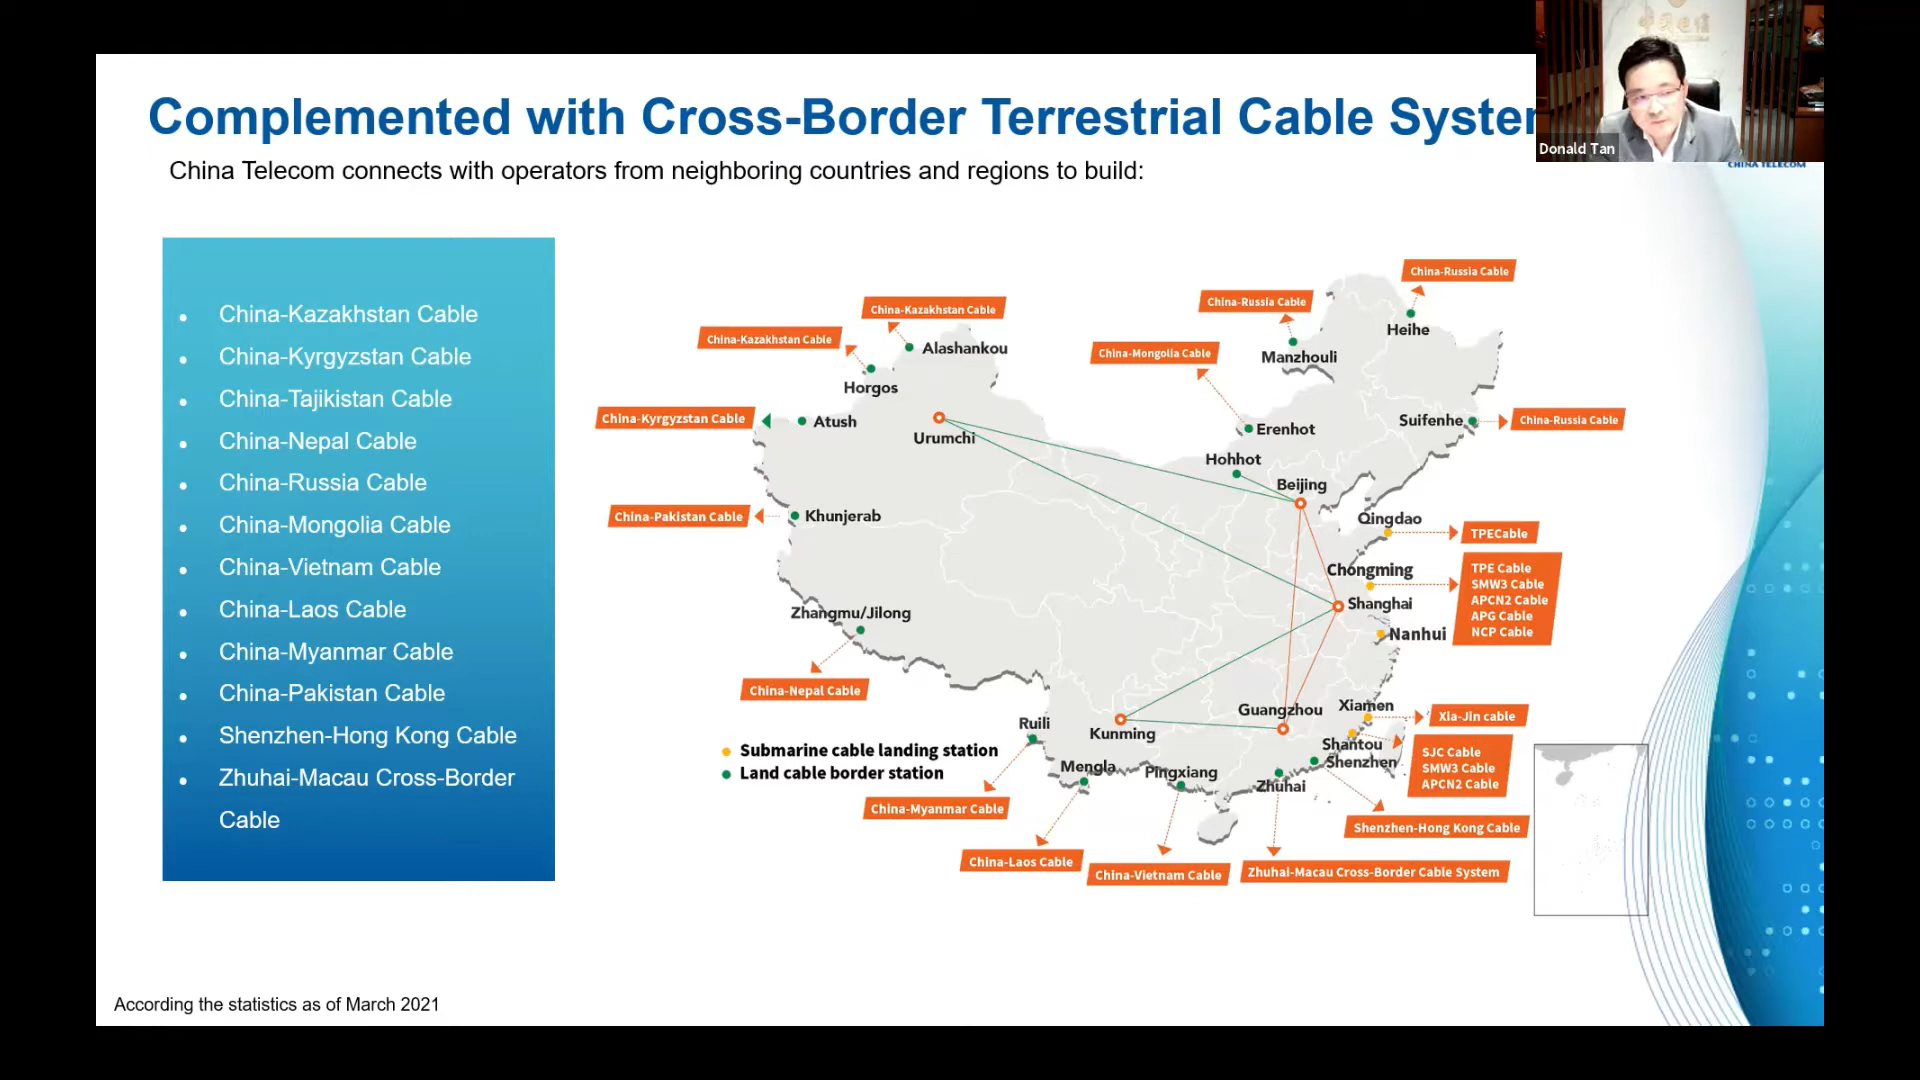 中国电信
Complemented with Cross-Border Terrestrial Cable System
Donald Tan
CHINA TELECOM
China Telecom connects with operators from neighboring countries and regions to build:
China-Kazakhstan Cable
China-Kyrgyzstan Cable
China-Tajikistan Cable
China-Nepal Cable
China-Russia Cable
China-Mongolia Cable
China-Vietnam Cable
China-Laos Cable
China-Myanmar Cable
China-Pakistan Cable
Shenzhen-Hong Kong Cable
Zhuhai-Macau Cross-Border
Cable
China-Russia Cable
China-Russia Cable
China-Kazakhstan Cable
Heihe
China-Kazakhstan Cable
Alashankou
China-Mongolia Cable
Manzhouli
Horgos
China-Kyrgyzstan Cable
Atush
Urumchi
Erenhot
Suifenhe
China-Russia Cable
Hohhot
Beijing
China-Pakistan Cable
Khunjerab
Qingdao
TPECable
Chongming
TPE Cable
SMW3 Cable
APCN2 Cable
APG Cable
NCP Cable
Shanghai
Zhangmu/Jilong
Nanhui
China-Nepal Cable
Guangzhou
Xiamen
Xia-Jin cable
Ruili
Kunming
Shantou
SJC Cable
SMW3 Cable
APCN2 Cable
Submarine cable landing station
Land cable border station
Shenzhen
Mengla
Pingxiang
Zhuhai
China-Myanmar Cable
Shenzhen-Hong Kong Cable
China-Laos Cable
China-Vietnam Cable
Zhuhai-Macau Cross-Border Cable System
According the statistics as of March 2021